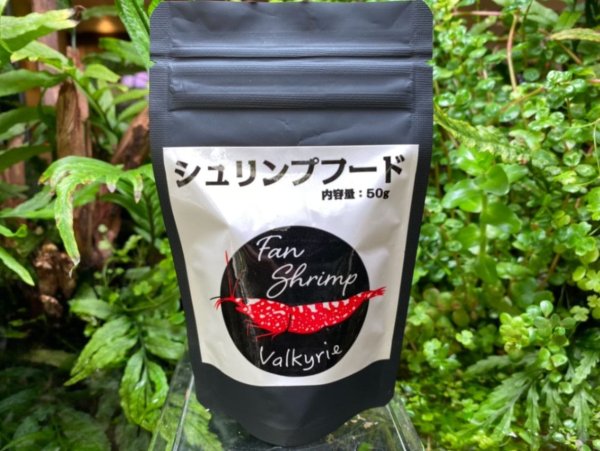 シュリンプフード
内容量：50g
Fan
Shrimp
Valkyrie